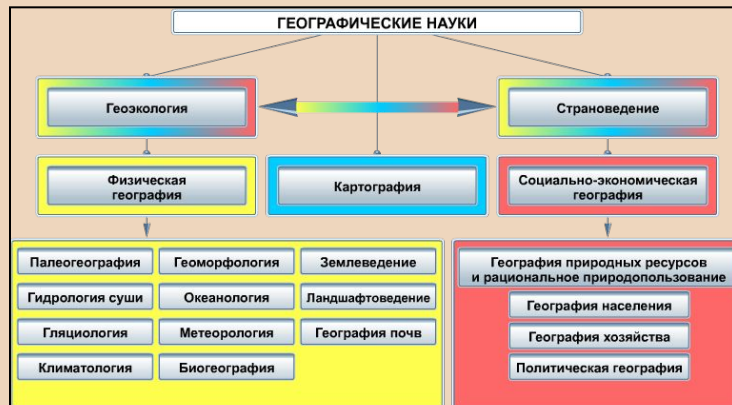 ГЕОГРАФИЧЕСКИЕ НАУКИ
Геоэкология
Страноведение
Физическая
география
Картография
Социально-экономическая
география
Палеогеография
Геоморфология
Землеведение
Гидрология суши
Океанология
Ландшафтоведение
Гляциология
Метеорология
География почв
Климатология
Биогеография
География природных ресурсов
и рациональное природопользование
География населения
География хозяйства
Политическая география